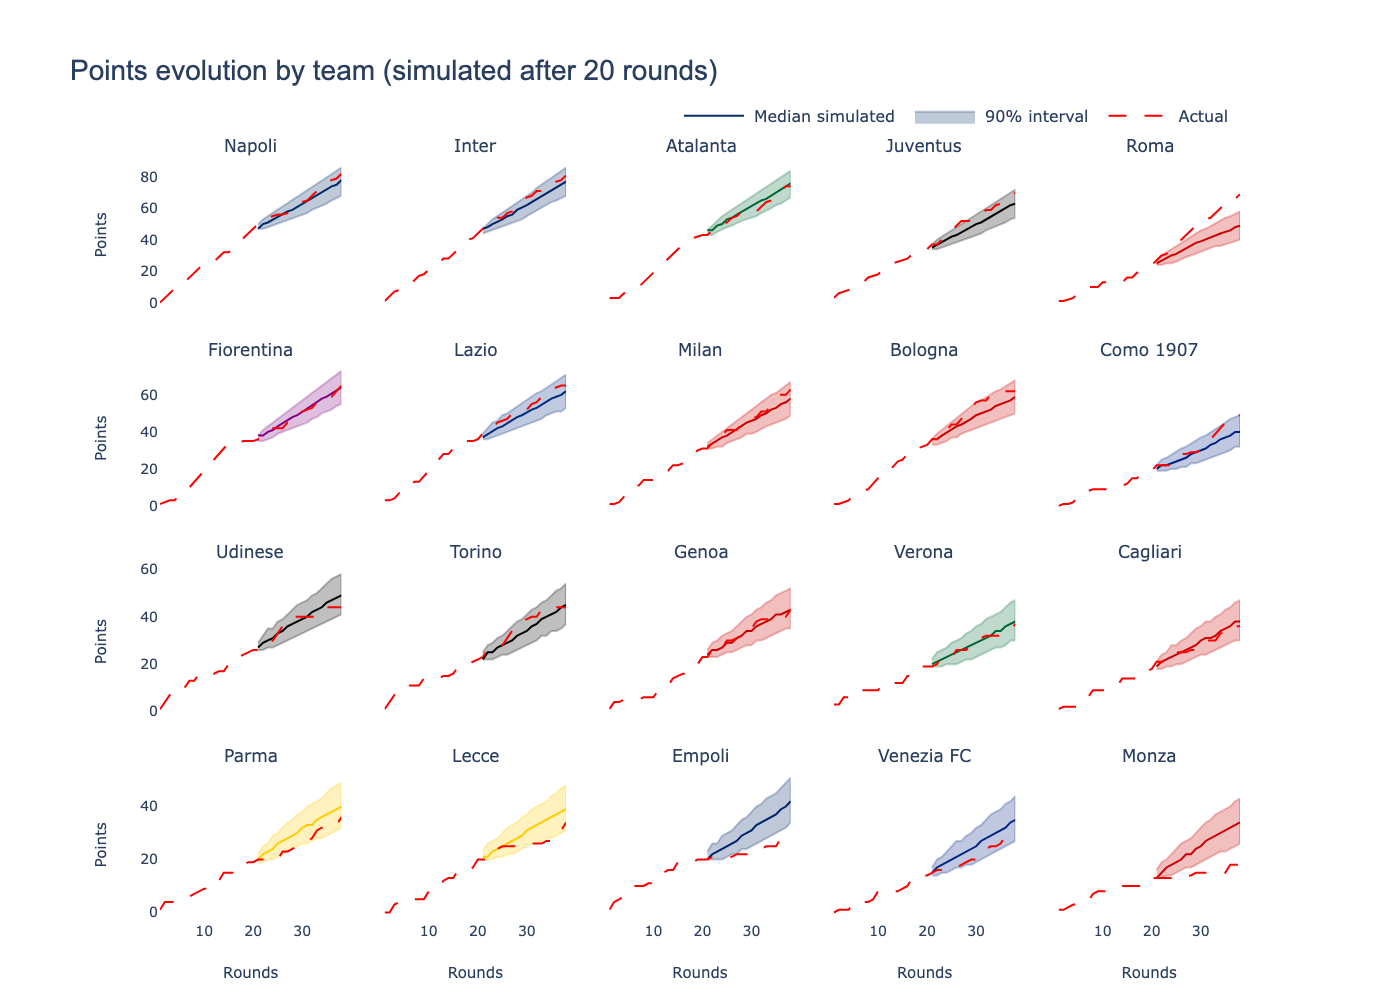 Points evolution by team (simulated after 20 rounds)
Median simulated 90% interval Actual
Napoli Inter Atalanta Juventus Roma
Points
80
60
40
20
0
Fiorentina Lazio Milan Bologna Como 1907
Points
60
40
20
0
Udinese Torino Genoa Verona Cagliari
Points
60
40
20
0
Parma Lecce Empoli Venezia FC Monza
Points
40
20
0
10 20 30 10 20 30 10 20 30 10 20 30 10 20 30
Rounds Rounds Rounds Rounds Rounds